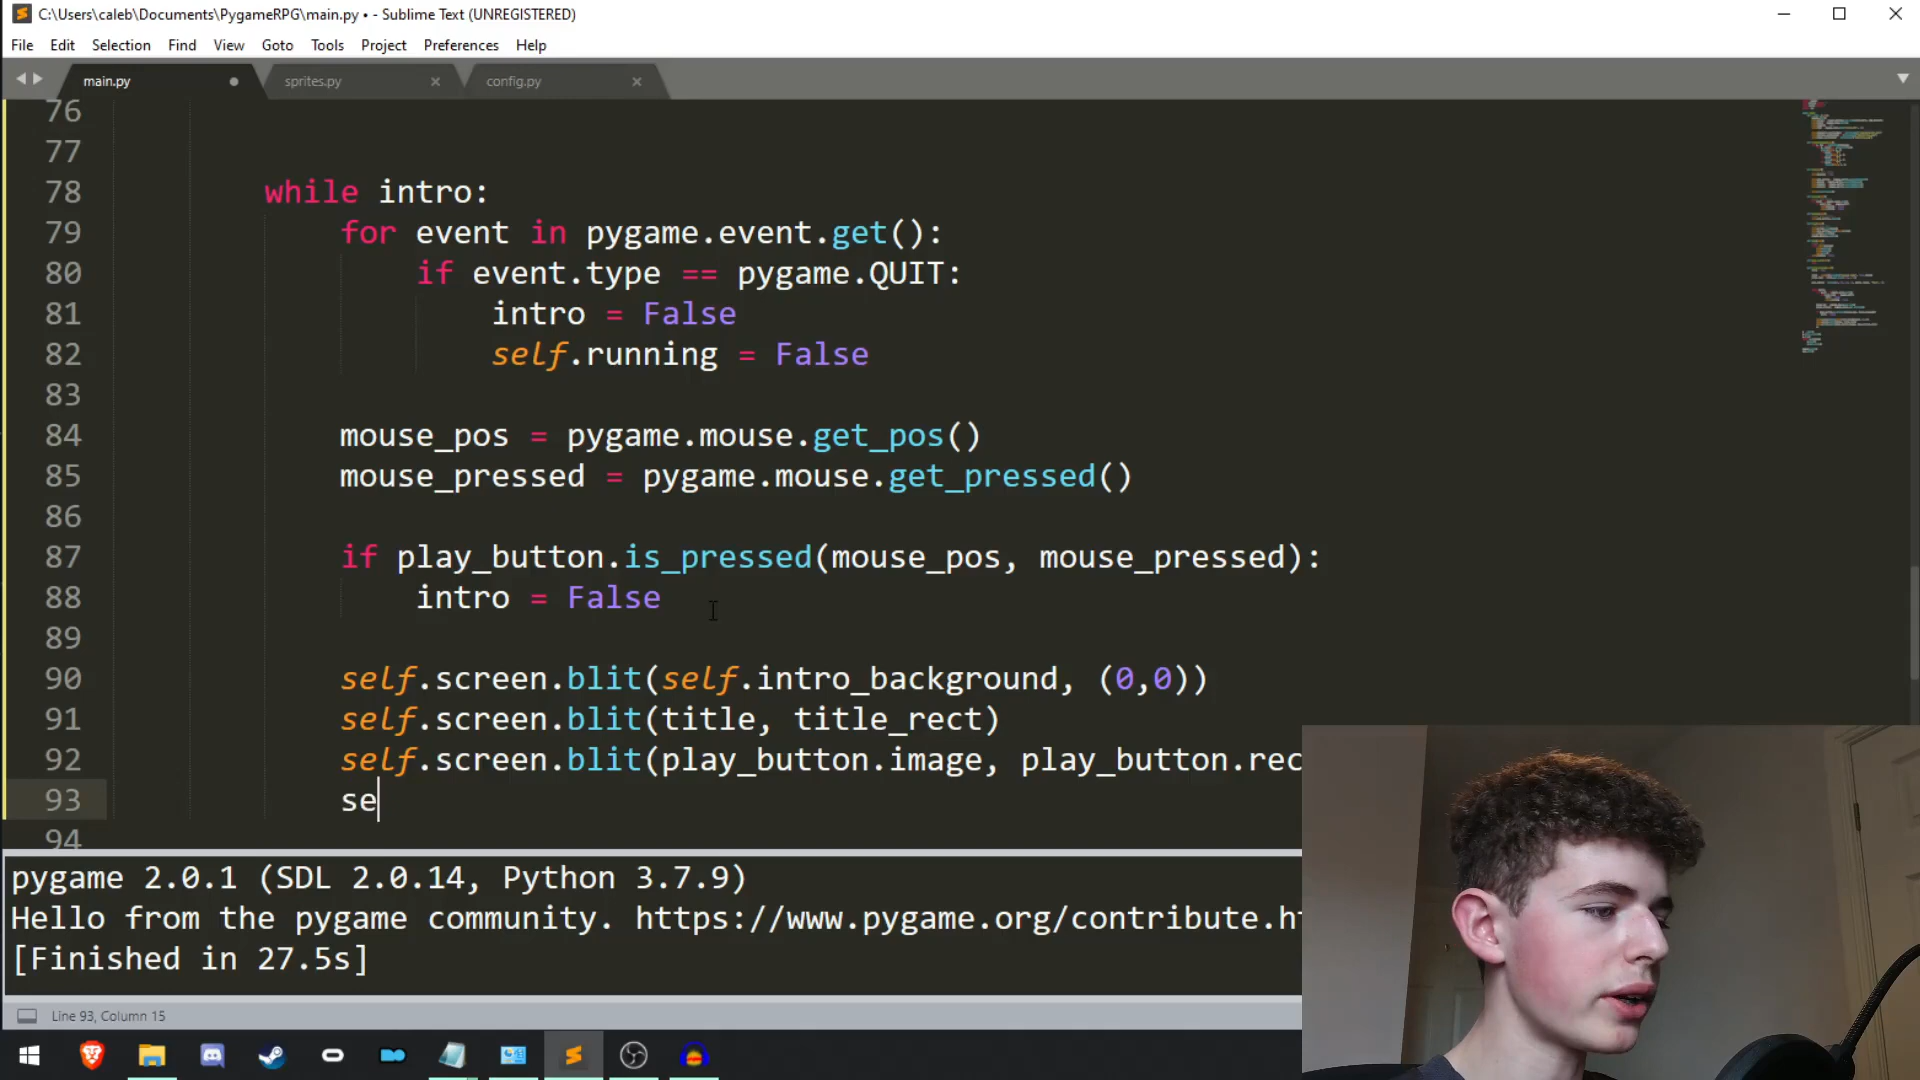 C:\Users\caleb\Documents\PygameRPG\main.py • - Sublime Text (UNREGISTERED)
File Edit Selection Find View Goto Tools Project Preferences Help
main.py sprites.py config.py
76
77
78 while intro:
79 for event in pygame.event.get():
80 if event.type == pygame.QUIT:
81 intro = False
82 self.running = False
83
84 mouse_pos = pygame.mouse.get_pos()
85 mouse_pressed = pygame.mouse.get_pressed()
86
87 if play_button.is_pressed(mouse_pos, mouse_pressed):
88 intro = False
89
90 self.screen.blit(self.intro_background, (0,0))
91 self.screen.blit(title, title_rect)
92 self.screen.blit(play_button.image, play_button.rec
93 se
94
pygame 2.0.1 (SDL 2.0.14, Python 3.7.9)
Hello from the pygame community. https://www.pygame.org/contribute.ht
[Finished in 27.5s]
Line 93, Column 15